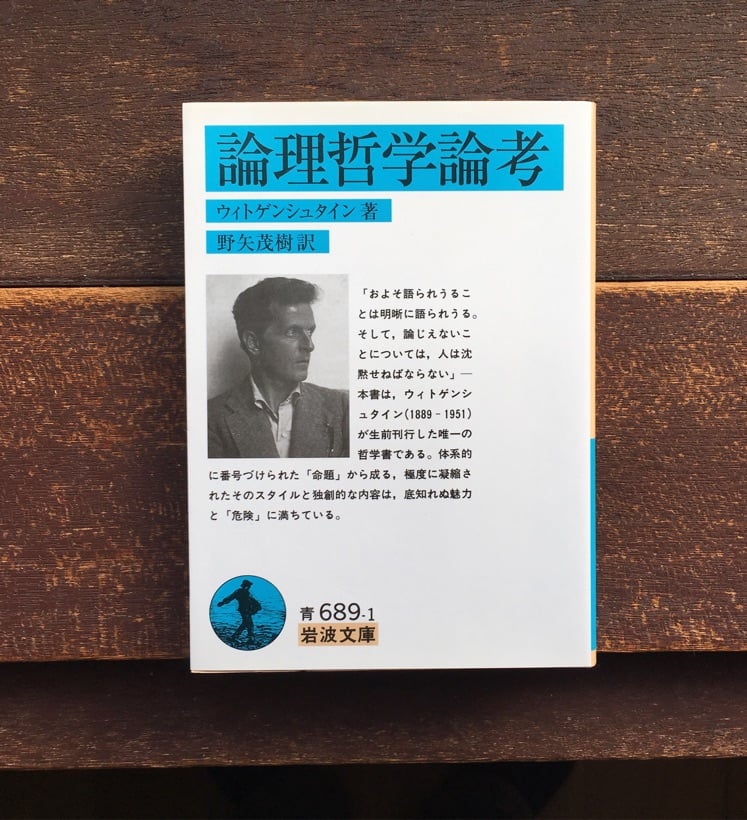 論理哲学論考
ウィトゲンシュタイン著
野矢茂樹訳
「およそ語られうるこ
とは明晰に語られうる。
そして,論じえないこ
とについては,人は沈
黙せねばならない」─
本書は,ウィトゲンシ
ュタイン(1889‐1951)
が生前刊行した唯一の
哲学書である。体系的
に番号づけられた「命題」から成る,極度に凝縮さ
れたそのスタイルと独創的な内容は,底知れぬ魅力
と「危険」に満ちている。
青 689-1
岩波文庫